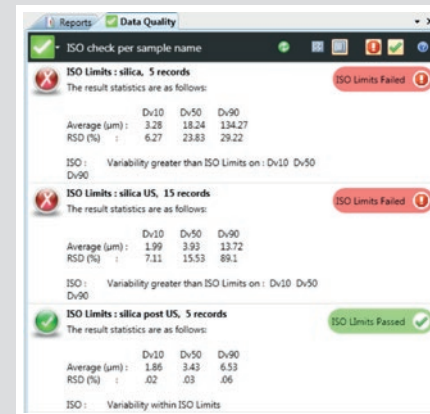 Reports Data Quality
ISO check per sample name
ISO Limits : silica, 5 records
ISO Limits Failed
The result statistics are as follows:
Dv10 Dv50 Dv90
Average (µm) : 3.28 18.24 134.27
RSD (%) : 6.27 23.83 29.22
ISO : Variability greater than ISO Limits on : Dv10 Dv50
Dv90
ISO Limits : silica US, 15 records
ISO Limits Failed
The result statistics are as follows:
Dv10 Dv50 Dv90
Average (µm) : 1.99 3.93 13.72
RSD (%) : 7.11 15.53 89.1
ISO : Variability greater than ISO Limits on : Dv10 Dv50
Dv90
ISO Limits : silica post US, 5 records
ISO LImits Passed
The result statistics are as follows:
Dv10 Dv50 Dv90
Average (µm) : 1.86 3.43 6.53
RSD (%) : .02 .03 .06
ISO : Variability within ISO Limits